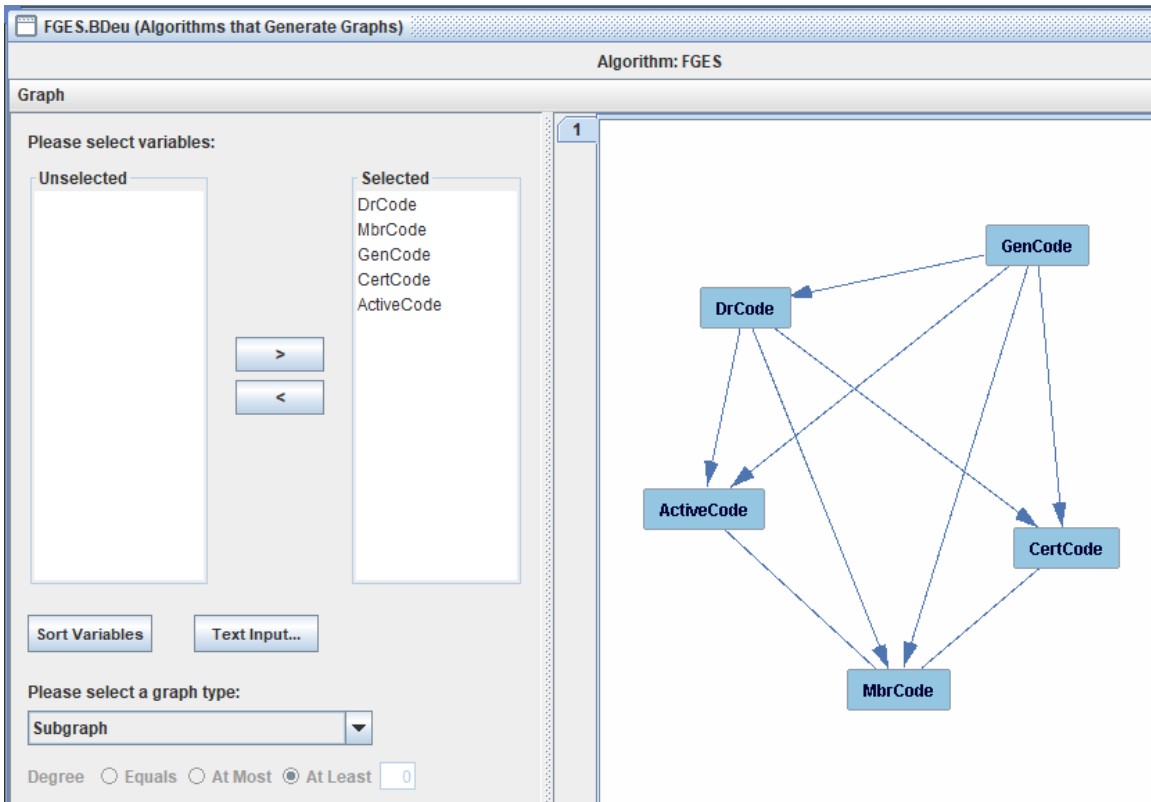 FGES.BDeu (Algorithms that Generate Graphs)
Algorithm: FGES
Graph
Please select variables:
Unselected
Selected
DrCode
MbrCode
GenCode
CertCode
ActiveCode
>
<
Sort Variables
Text Input...
Please select a graph type:
Subgraph
Degree Equals At Most At Least 0
1
GenCode
DrCode
ActiveCode
CertCode
MbrCode